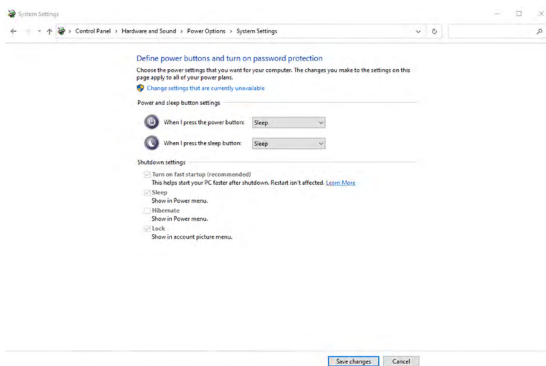 System Settings
Control Panel > Hardware and Sound > Power Options > System Settings
Define power buttons and turn on password protection
Choose the power settings that you want for your computer. The changes you make to the settings on this
page apply to all of your power plans.
Change settings that are currently unavailable
Power and sleep button settings
When I press the power button: Sleep
When I press the sleep button: Sleep
Shutdown settings
Turn on fast startup (recommended)
This helps start your PC faster after shutdown. Restart isn't affected. Learn More
Sleep
Show in Power menu.
Hibernate
Show in Power menu.
Lock
Show in account picture menu.
Save changes Cancel